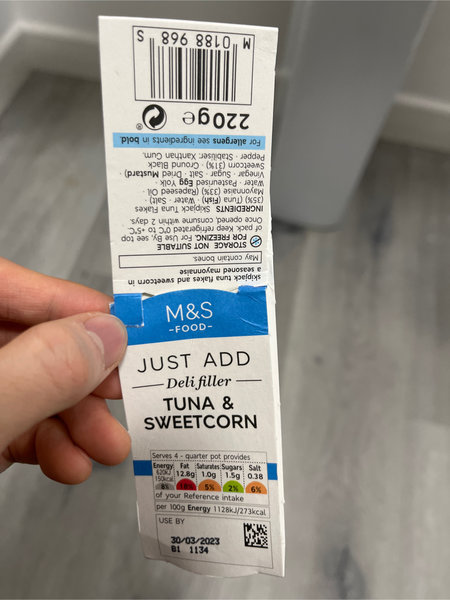 M&S
-FOOD-
JUST ADD
Deli filler
TUNA &
SWEETCORN
Serves 4 - quarter pot provides
Energy Fat Saturates Sugars Salt
620kJ 150kcal 12.8g 1.0g 1.5g 0.38
8% 18% 5% 2% 6%
of your Reference intake
per 100g Energy 1128kJ/273kcal
USE BY
30/03/2023
B1 1134
skipjack tuna flakes and sweetcorn in
a seasoned mayonnaise
May contain bones.
STORAGE NOT SUITABLE
FOR FREEZING. For Use By, see top
of pack. Keep refrigerated 0°C to +5°C.
Once opened, consume within 2 days.
INGREDIENTS Skipjack Tuna Flakes
(35%) (Tuna (Fish) · Water · Salt) ·
Mayonnaise (33%) (Rapeseed Oil ·
Water · Pasteurised Egg Yolk ·
Vinegar · Sugar · Salt · Dried Mustard) ·
Sweetcorn (31%) · Ground Black
Pepper · Stabiliser: Xanthan Gum.
For allergens see ingredients in bold.
220g e
M 0188 968 S